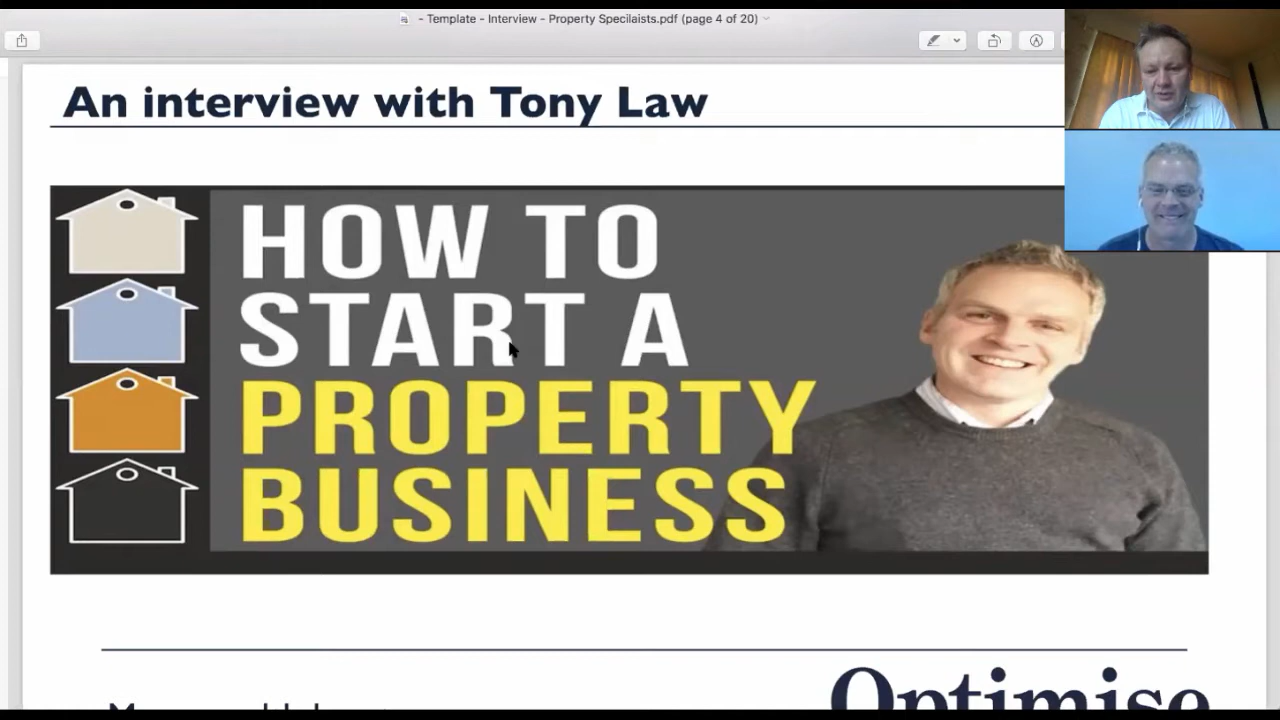 - Template - Interview - Property Specilaists.pdf (page 4 of 20)
An interview with Tony Law
HOW TO
START A
PROPERTY
BUSINESS
Optimise